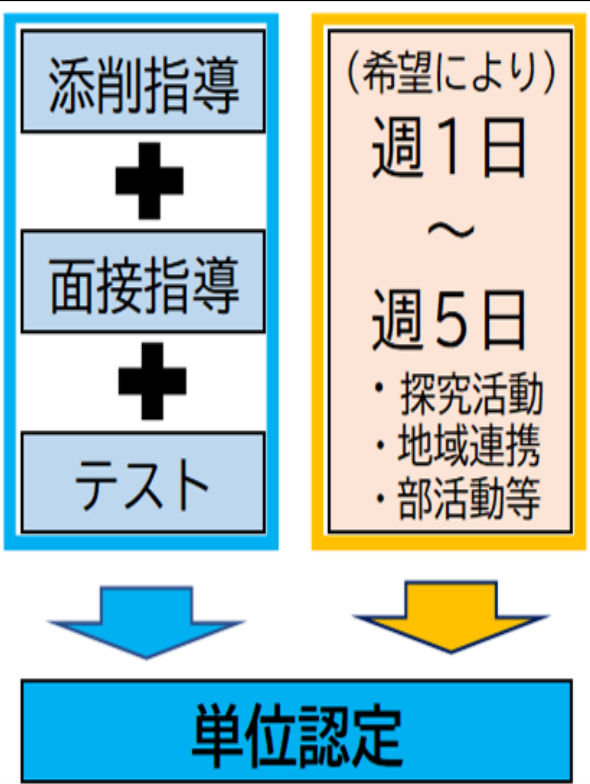 添削指導
面接指導
テスト
（希望により）
週1日
～
週5日
・探究活動
・地域連携
・部活動等
単位認定